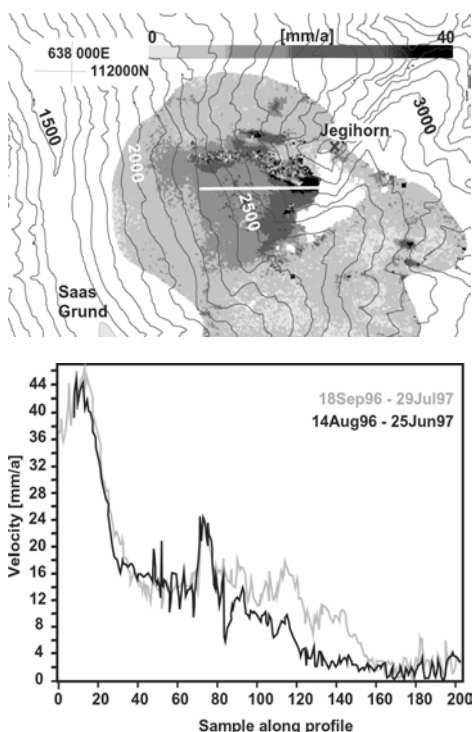 [mm/a]
0 40
638 000E
112000N
Jegihorn
1500
2000
2500
3000
Saas
Grund
44
40
36
32
28
24
20
16
12
8
4
0
Velocity [mm/a]
18Sep96 - 29Jul97
14Aug96 - 25Jun97
0 20 40 60 80 100 120 140 160 180 200
Sample along profile